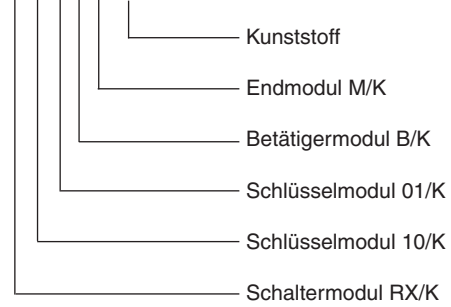 Kunststoff
Endmodul M/K
Betätigermodul B/K
Schlüsselmodul 01/K
Schlüsselmodul 10/K
Schaltermodul RX/K